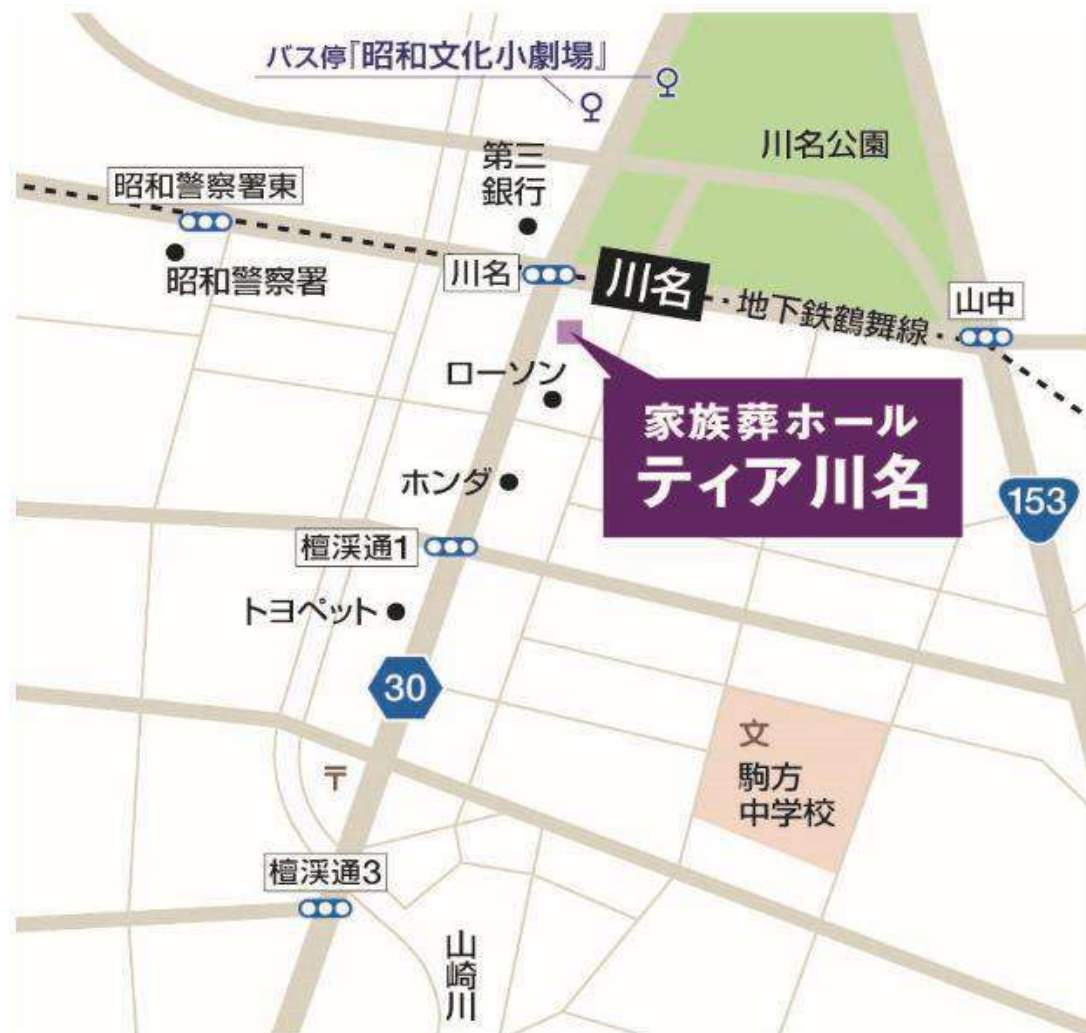 バス停『昭和文化小劇場』
川名公園
第三
銀行
昭和警察署東
昭和警察署
川名
川名
地下鉄鶴舞線
山中
ローソン
家族葬ホール
ティア川名
ホンダ
153
檀渓通1
トヨペット
30
文
駒方
中学校
〒
檀渓通3
山崎川